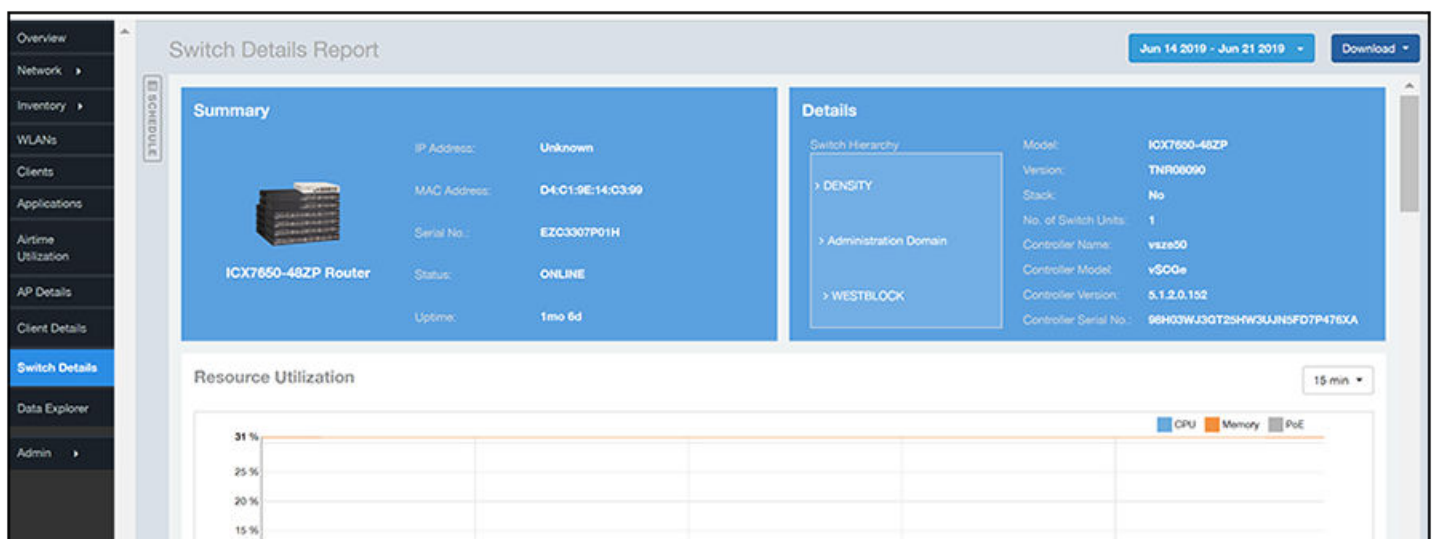 Overview
Network
Inventory
WLANs
Clients
Applications
Airtime
Utilization
AP Details
Client Details
Switch Details
Data Explorer
Admin
Switch Details Report
Jun 14 2019 - Jun 21 2019
Download
SCHEDULE
Summary
ICX7650-48ZP Router
IP Address: Unknown
MAC Address: D4:C1:9E:14:C3:99
Serial No.: EZC3307P01H
Status: ONLINE
Uptime: 1mo 6d
Details
Switch Hierarchy
> DENSITY
> Administration Domain
> WESTBLOCK
Model: ICX7650-48ZP
Version: TNR08090
Stack: No
No. of Switch Units: 1
Controller Name: vsze50
Controller Model: vSCGe
Controller Version: 5.1.2.0.152
Controller Serial No.: 98H03WJ3GT25HW3UJN5FD7P476XA
Resource Utilization
15 min
CPU Memory PoE
31 %
25 %
20 %
15 %